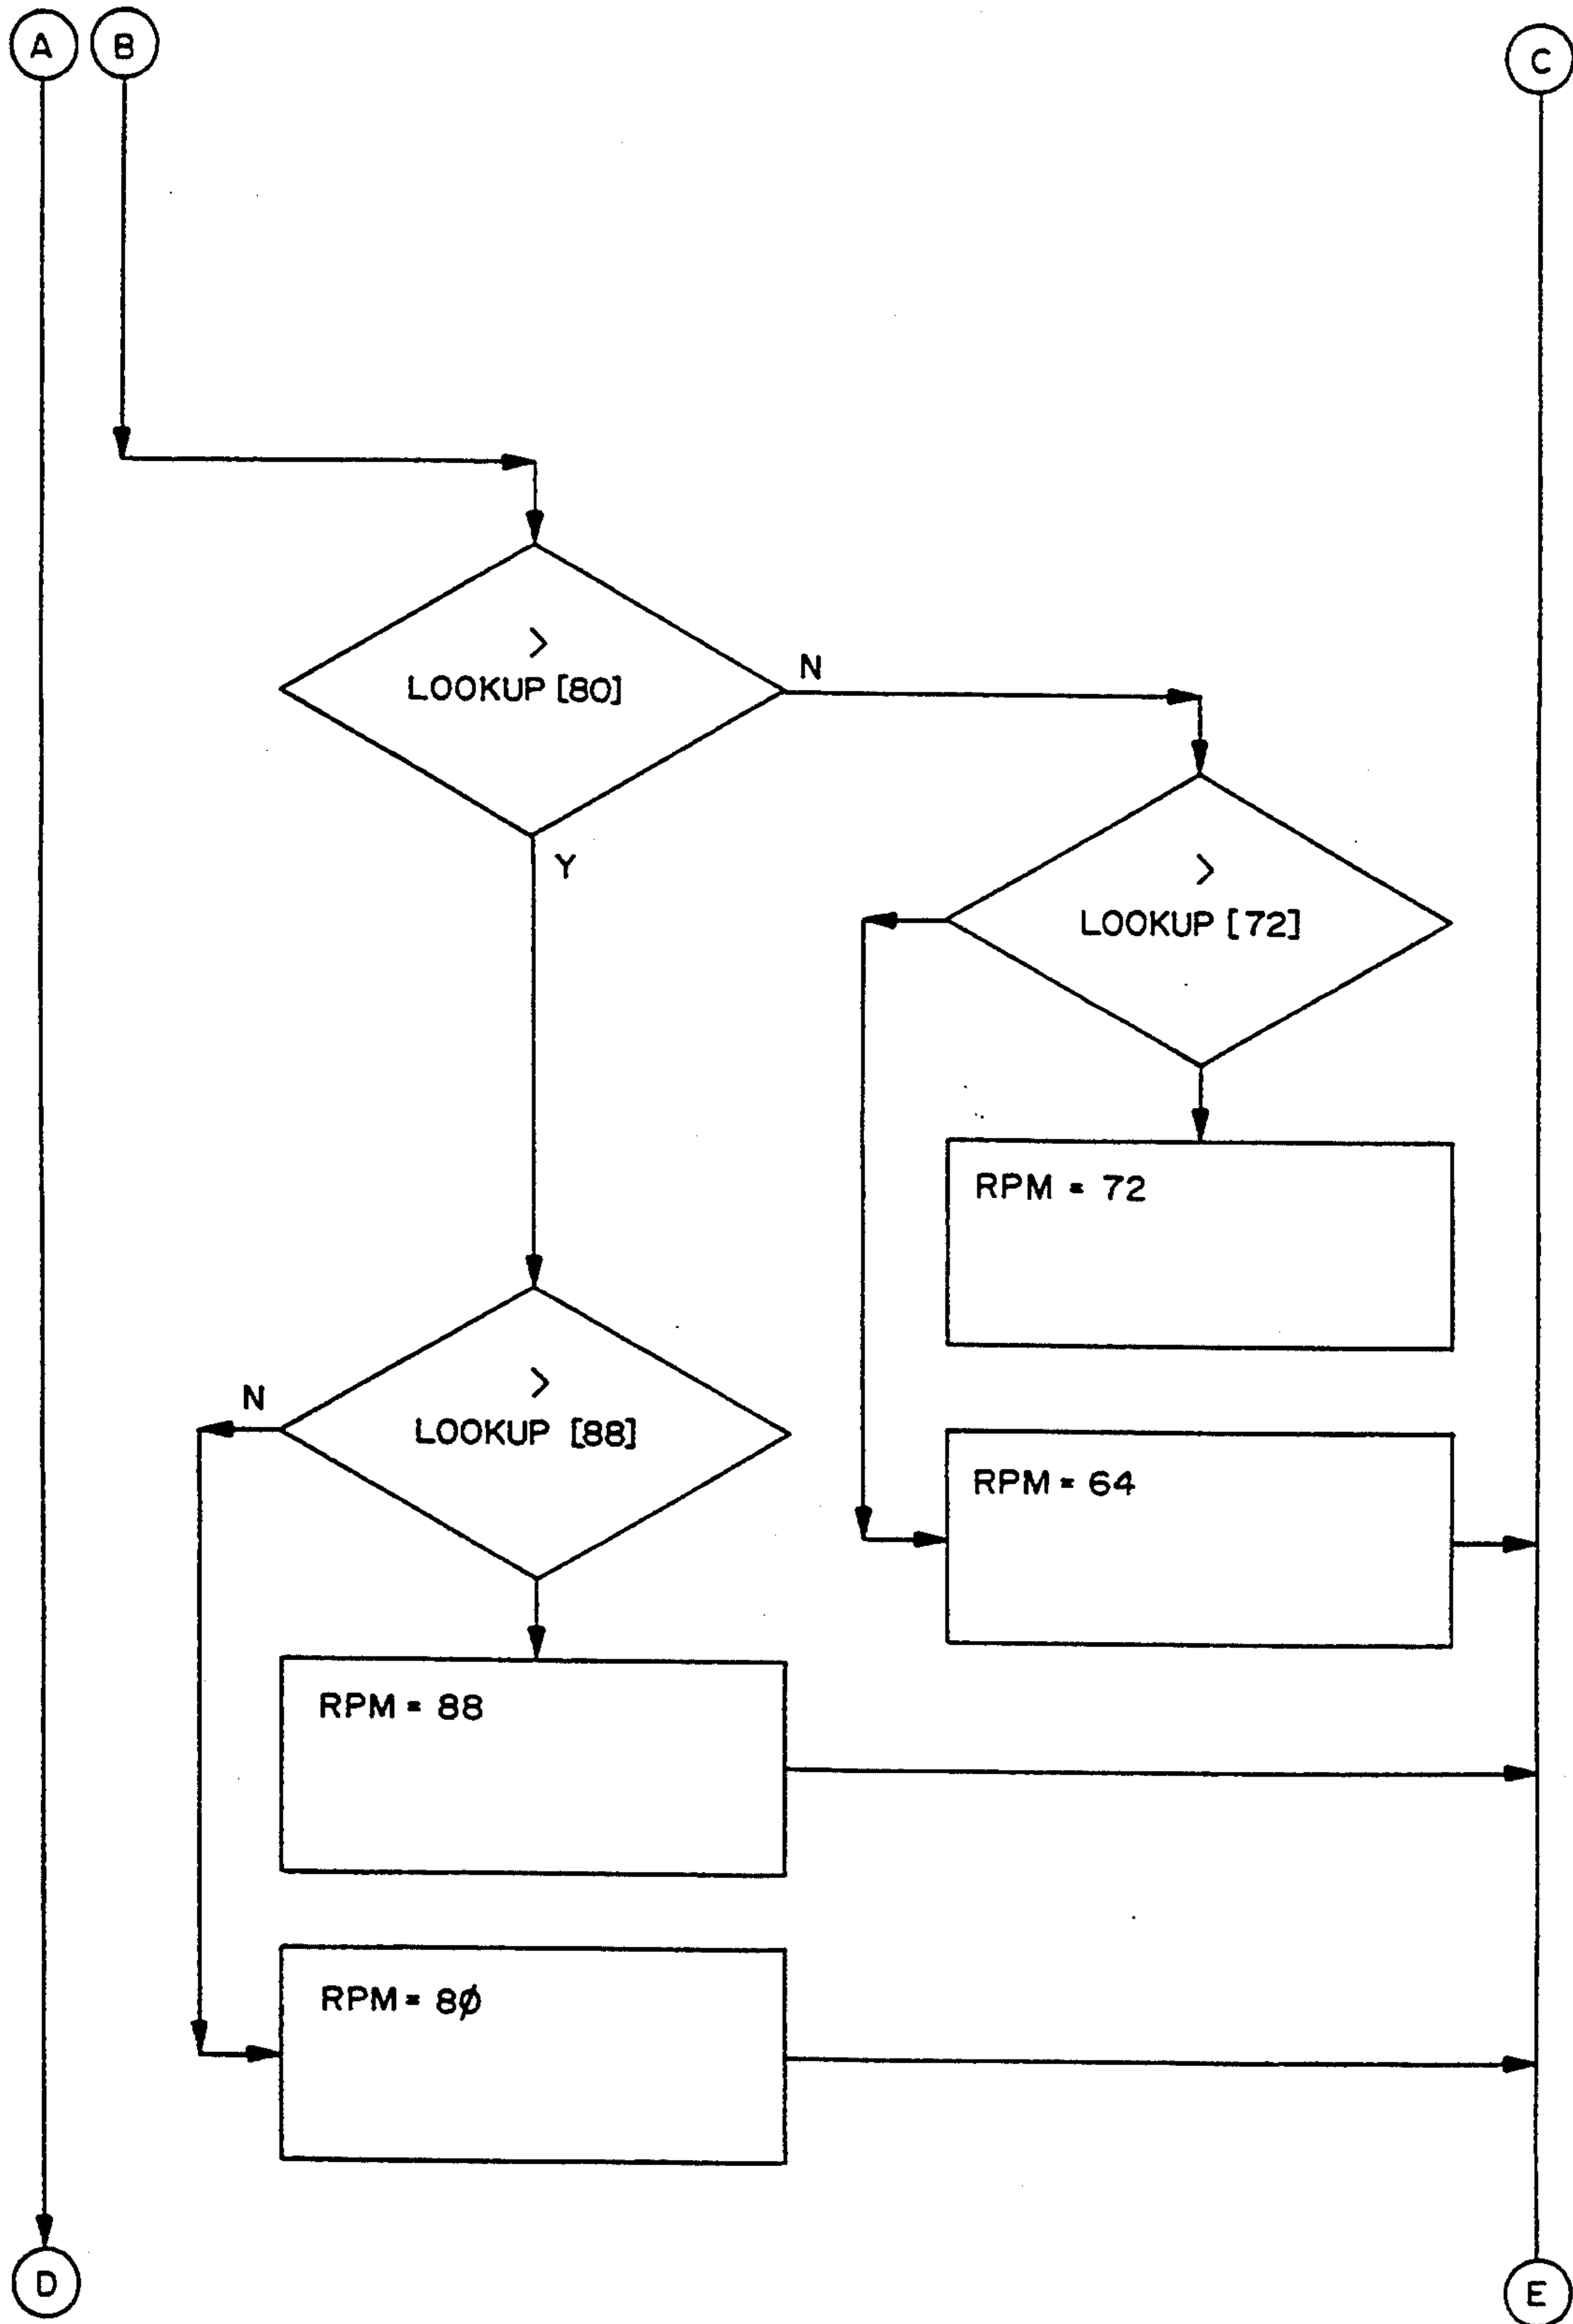 A B C
>
LOOKUP [80]
N
Y
>
LOOKUP [72]
RPM = 72
>
LOOKUP [88]
N
RPM = 64
RPM = 88
RPM = 8Ø
D E